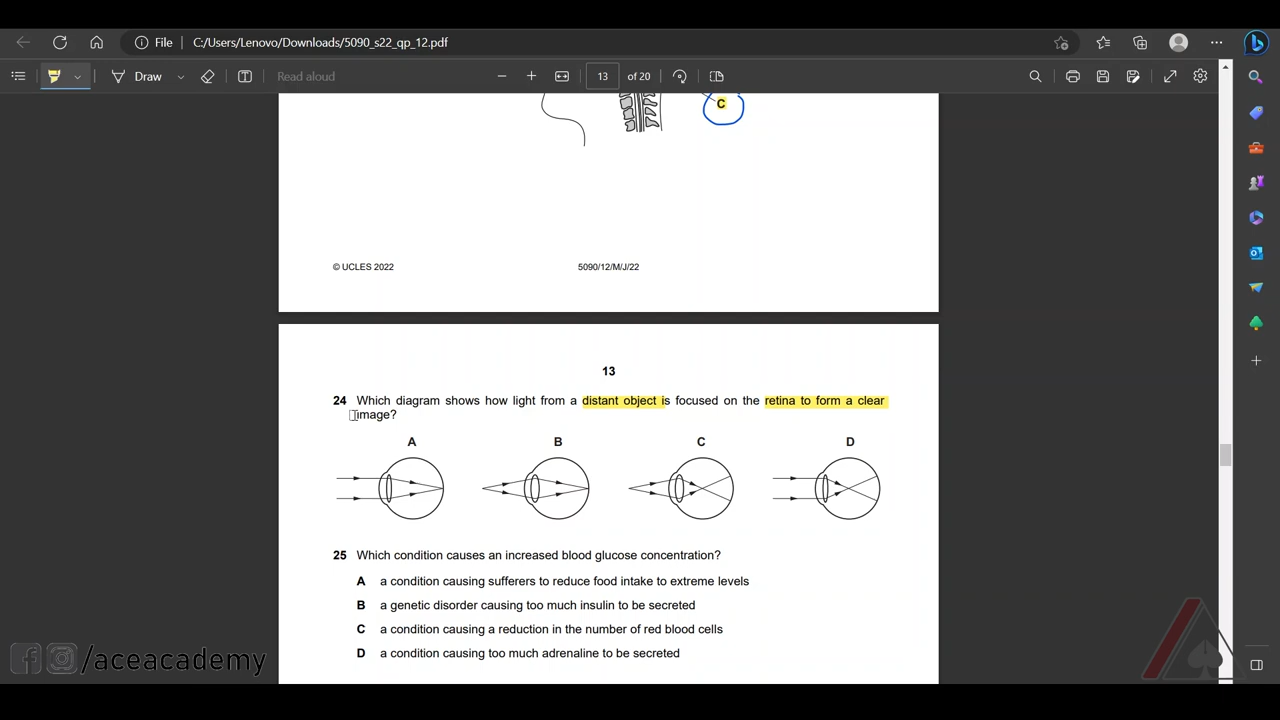 File C:/Users/Lenovo/Downloads/5090_s22_qp_12.pdf
Draw Read aloud 13 of 20
C
© UCLES 2022 5090/12/M/J/22
13
24 Which diagram shows how light from a distant object is focused on the retina to form a clear
image?
A B C D
25 Which condition causes an increased blood glucose concentration?
A a condition causing sufferers to reduce food intake to extreme levels
B a genetic disorder causing too much insulin to be secreted
C a condition causing a reduction in the number of red blood cells
D a condition causing too much adrenaline to be secreted
/aceacademy